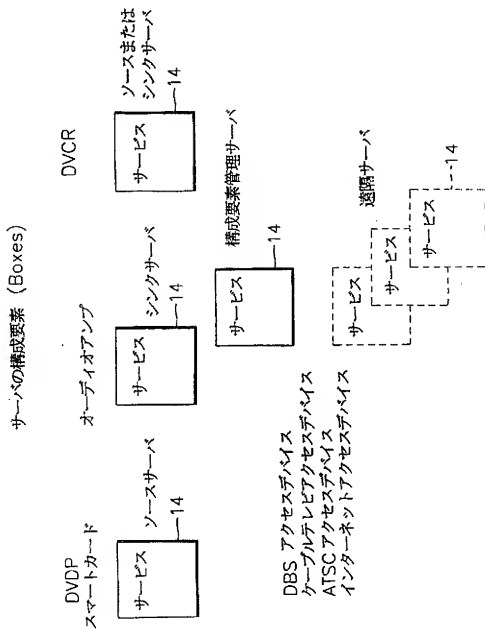 サーバの構成要素 (Boxes)
DVDP
スマートカード
サービス
ソースサーバ
14
オーディオアンプ
サービス
シンクサーバ
14
DVCR
サービス
ソースまたは
シンクサーバ
14
サービス
構成要素管理サーバ
14
DBS アクセスデバイス
ケーブルテレビアクセスデバイス
ATSC アクセスデバイス
インターネットアクセスデバイス
サービス
サービス
サービス
遠隔サーバ
14